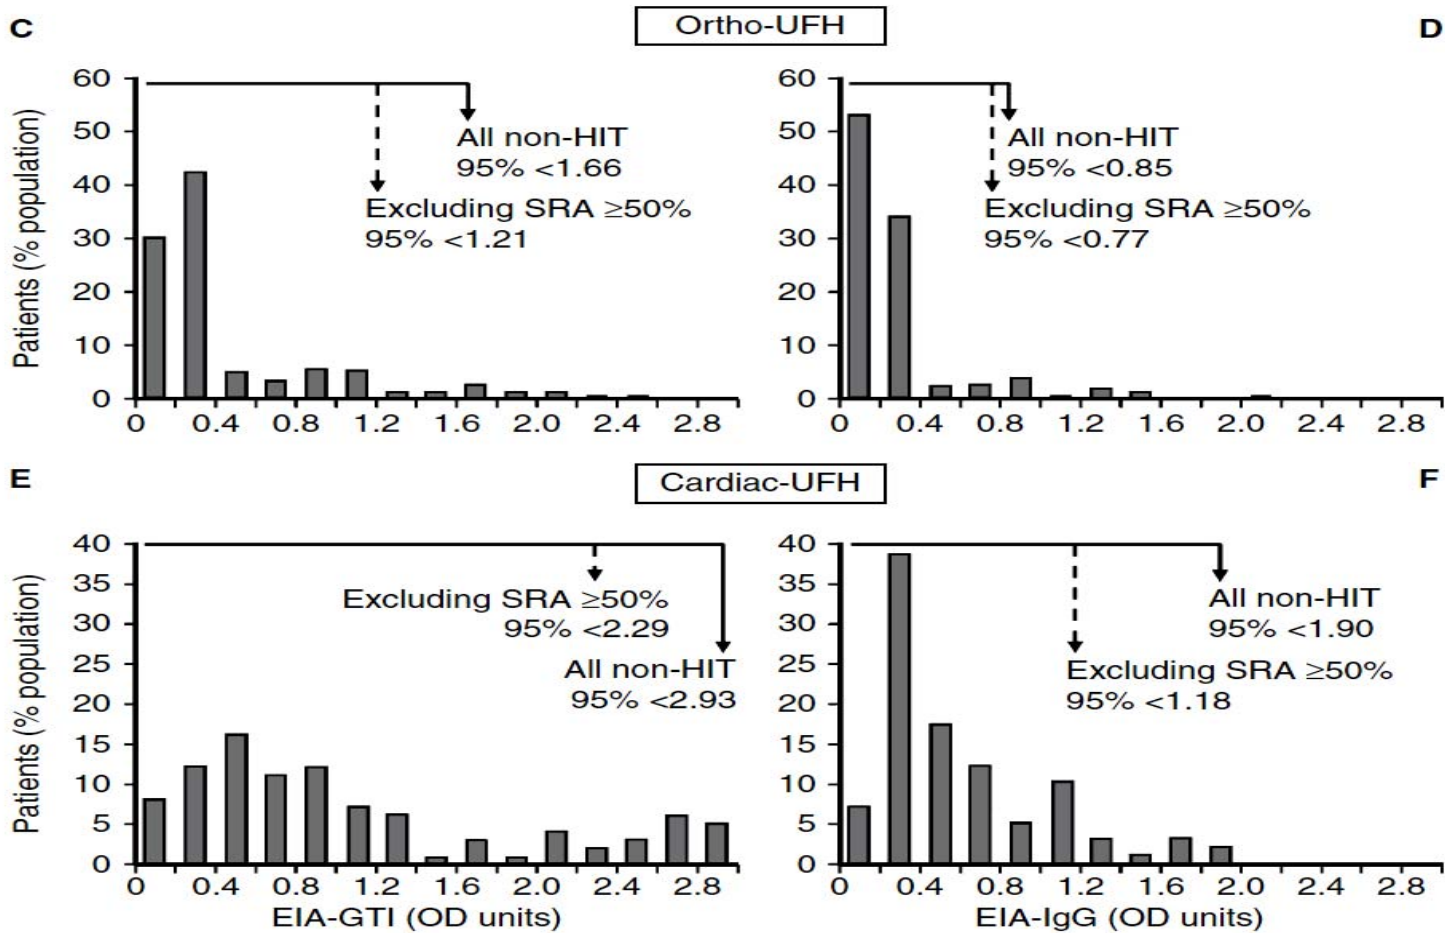 C
Ortho-UFH
D
Patients (% population)
60
50
40
30
20
10
0
All non-HIT
95% <1.66
Excluding SRA ≥50%
95% <1.21
0 0.4 0.8 1.2 1.6 2.0 2.4 2.8
60
50
40
30
20
10
0
All non-HIT
95% <0.85
Excluding SRA ≥50%
95% <0.77
0 0.4 0.8 1.2 1.6 2.0 2.4 2.8
E
Cardiac-UFH
F
Patients (% population)
40
35
30
25
20
15
10
5
0
Excluding SRA ≥50%
95% <2.29
All non-HIT
95% <2.93
0 0.4 0.8 1.2 1.6 2.0 2.4 2.8
EIA-GTI (OD units)
40
35
30
25
20
15
10
5
0
All non-HIT
95% <1.90
Excluding SRA ≥50%
95% <1.18
0 0.4 0.8 1.2 1.6 2.0 2.4 2.8
EIA-IgG (OD units)